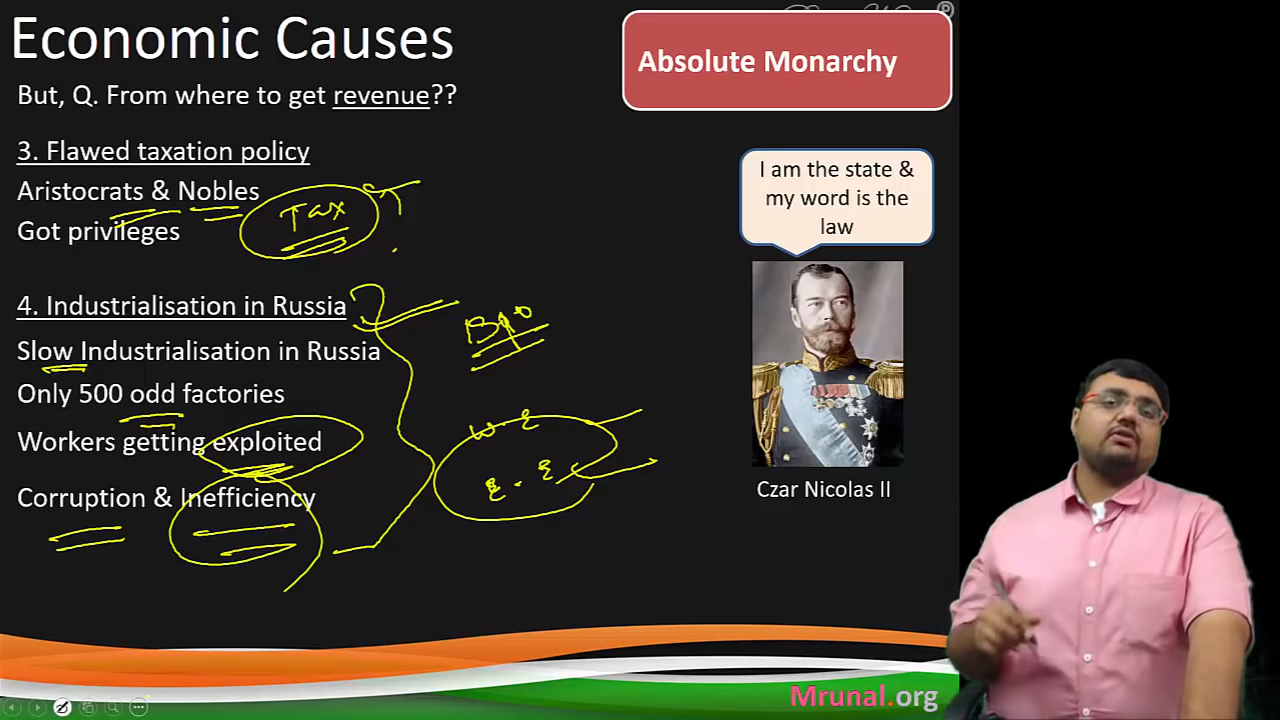 Economic Causes
Absolute Monarchy
But, Q. From where to get revenue??
3. Flawed taxation policy
Aristocrats & Nobles
Got privileges
Tax
I am the state &
my word is the
law
4. Industrialisation in Russia
Slow Industrialisation in Russia
Only 500 odd factories
Workers getting exploited
Corruption & Inefficiency
Czar Nicolas II
Mrunal.org